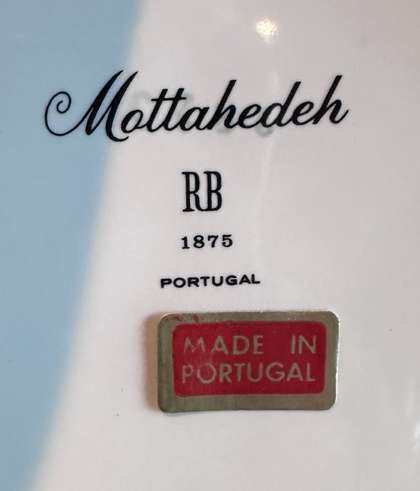 Mottahedeh
RB
1875
PORTUGAL
MADE IN
PORTUGAL